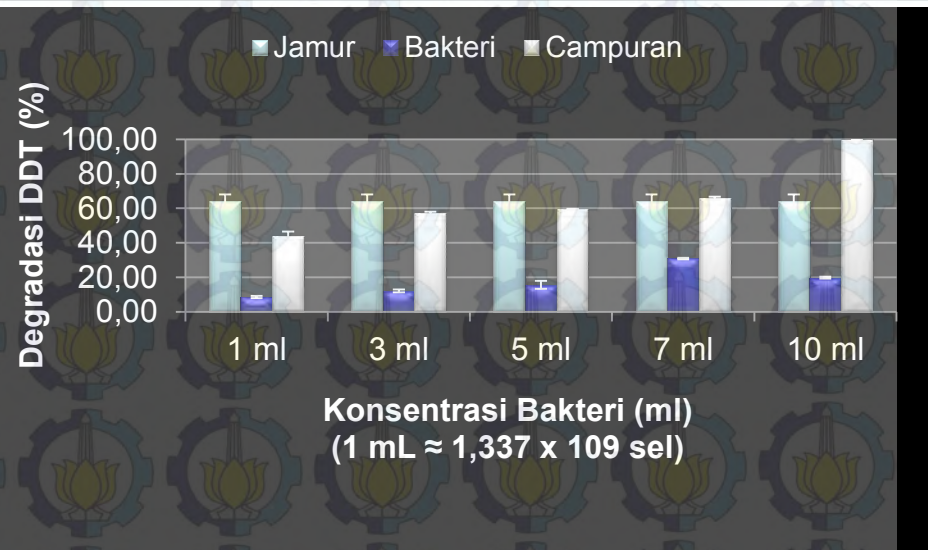 Jamur Bakteri Campuran
Degradasi DDT (%)
100,00
80,00
60,00
40,00
20,00
0,00
1 ml 3 ml 5 ml 7 ml 10 ml
Konsentrasi Bakteri (ml)
(1 mL ≈ 1,337 x 109 sel)